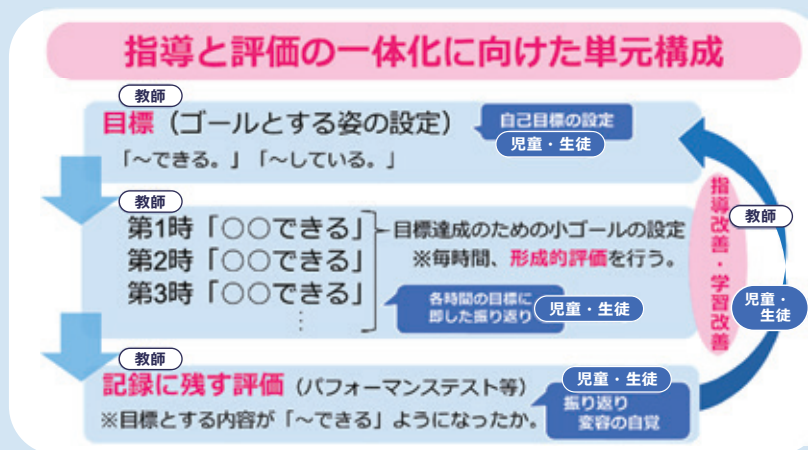 指導と評価の一体化に向けた単元構成
教師
目標（ゴールとする姿の設定）
自己目標の設定
児童・生徒
「～できる。」「～している。」
教師
第1時「○○できる」
第2時「○○できる」
第3時「○○できる」
⋮
目標達成のための小ゴールの設定
※毎時間、形成的評価を行う。
各時間の目標に
即した振り返り
児童・生徒
教師
記録に残す評価（パフォーマンステスト等）
※目標とする内容が「～できる」ようになったか。
児童・生徒
振り返り
変容の自覚
指導改善・学習改善
教師
児童・
生徒